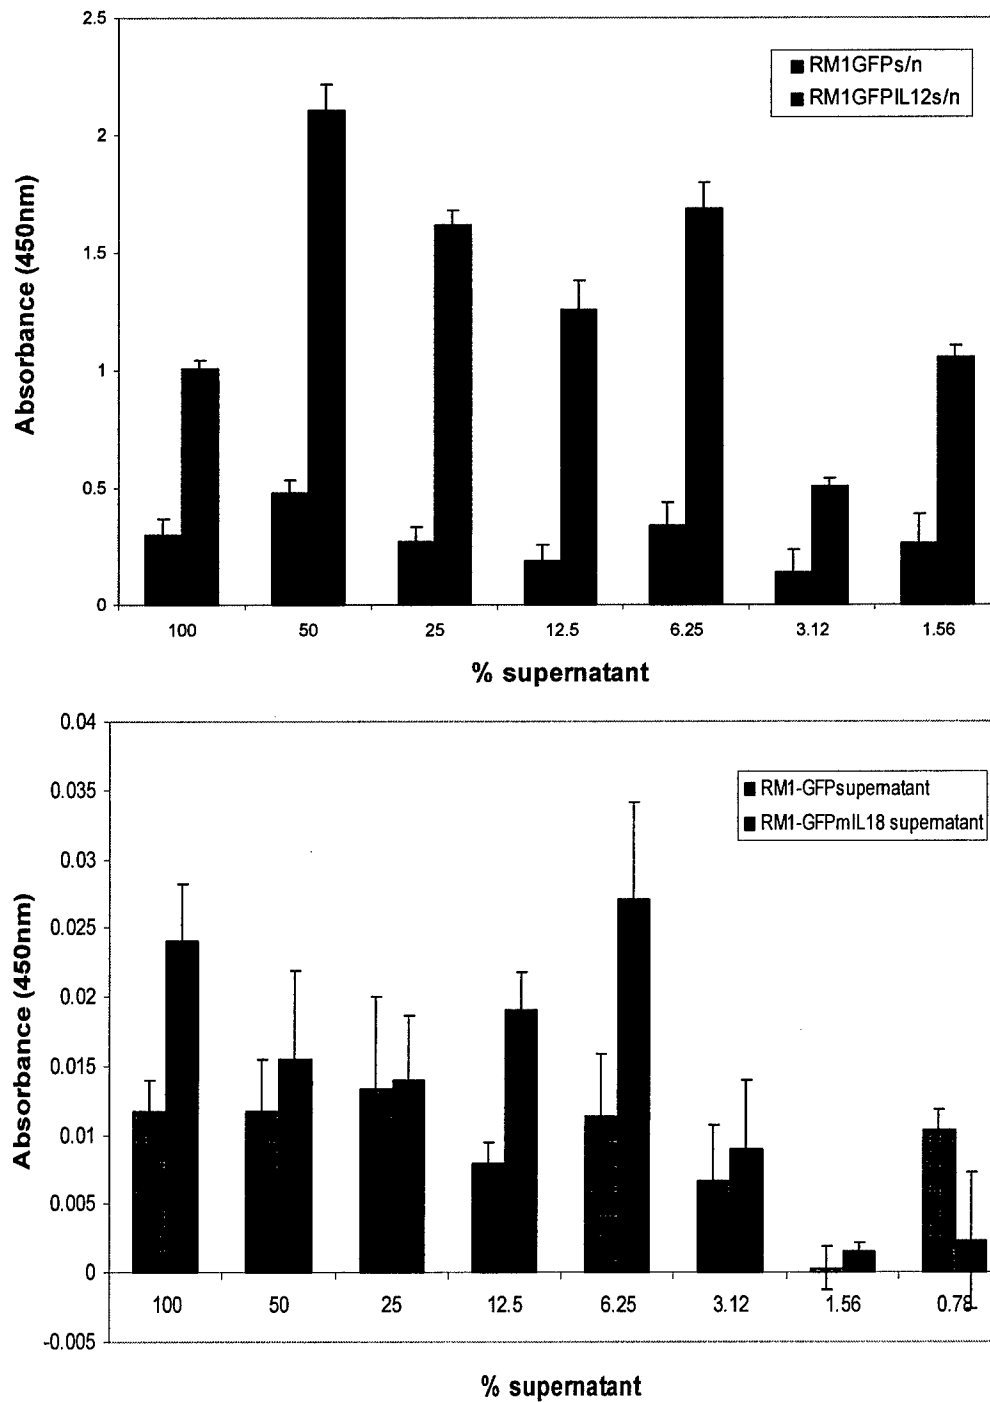 2.5
2
1.5
1
0.5
0
Absorbance (450nm)
RM1GFPs/n
RM1GFPIL12s/n
100 50 25 12.5 6.25 3.12 1.56
% supernatant
0.04
0.035
0.03
0.025
0.02
0.015
0.01
0.005
0
-0.005
Absorbance (450nm)
RM1-GFPsupernatant
RM1-GFPmIL18 supernatant
100 50 25 12.5 6.25 3.12 1.56 0.78
% supernatant